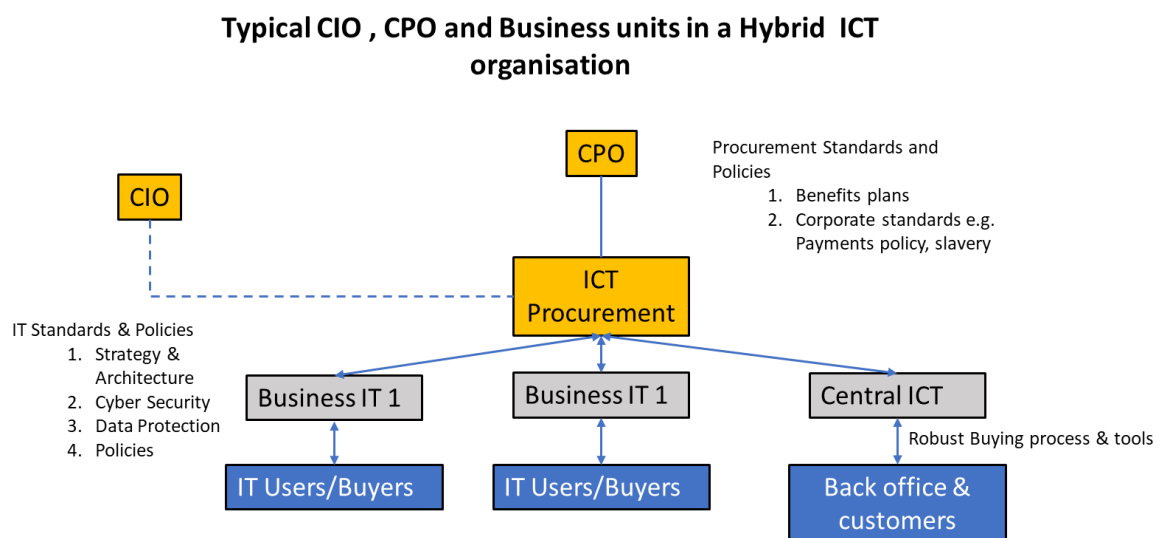 Typical CIO , CPO and Business units in a Hybrid ICT
organisation
CPO
Procurement Standards and
Policies
1. Benefits plans
2. Corporate standards e.g.
Payments policy, slavery
CIO
ICT
Procurement
IT Standards & Policies
1. Strategy &
Architecture
2. Cyber Security
3. Data Protection
4. Policies
Business IT 1
Business IT 1
Central ICT
Robust Buying process & tools
IT Users/Buyers
IT Users/Buyers
Back office &
customers